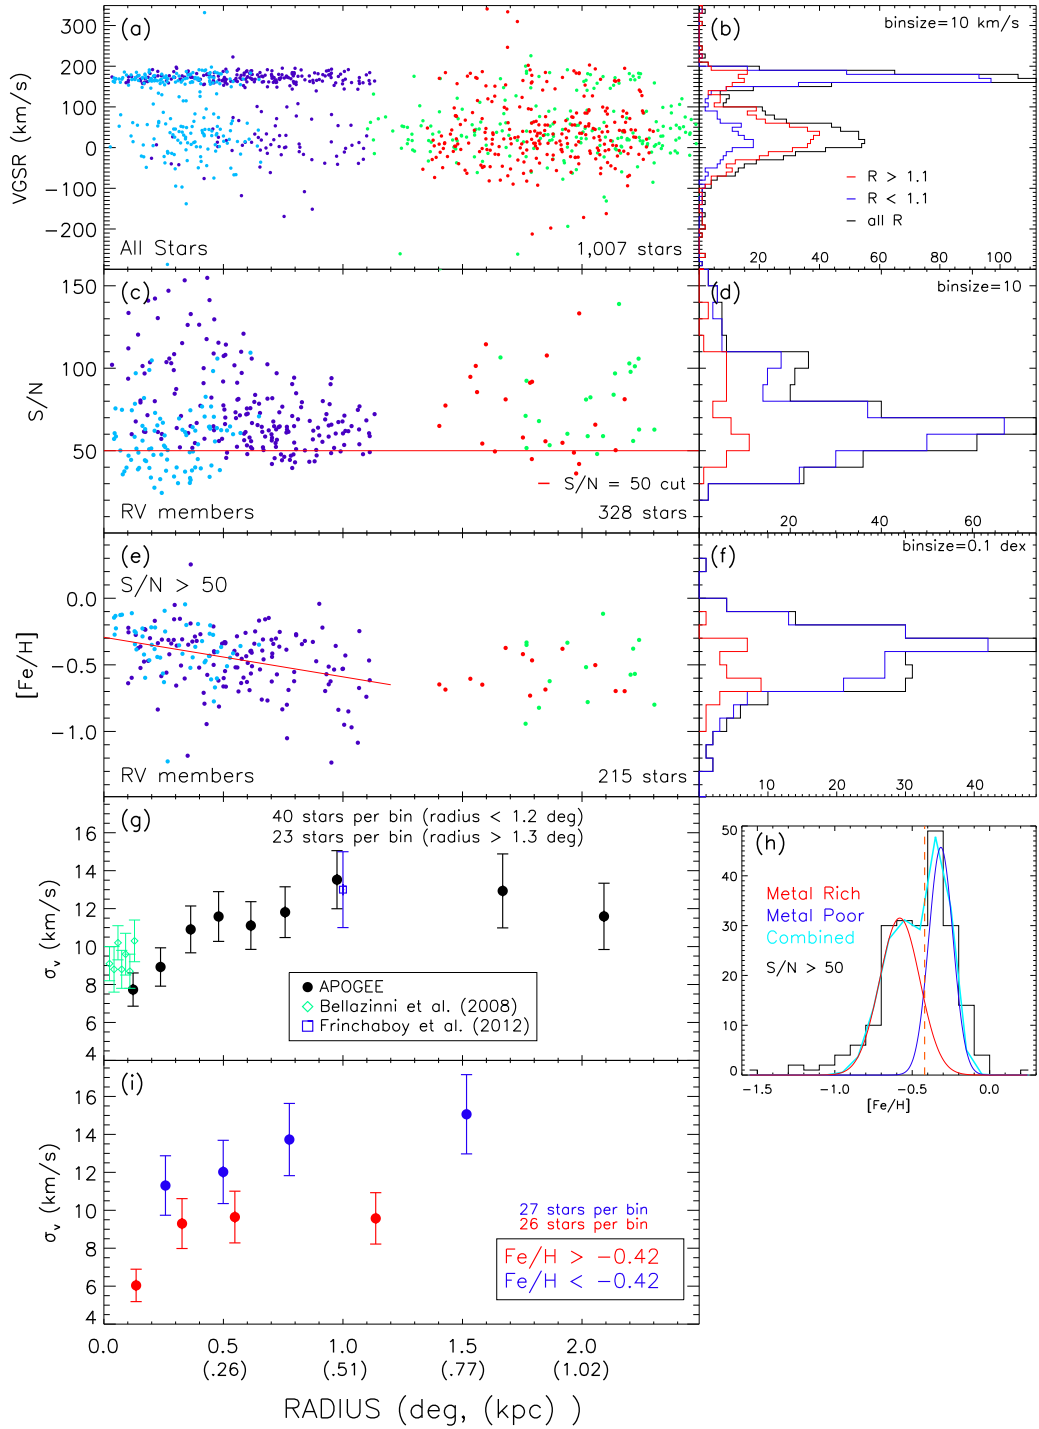 (a)
300
200
100
0
−100
−200
VGSR (km/s)
All Stars
1,007 stars
(b)
binsize=10 km/s
R > 1.1
R < 1.1
all R
20 40 60 80 100
(c)
150
100
50
0
S/N
S/N = 50 cut
RV members
328 stars
(d)
binsize=10
20 40 60
(e)
S/N > 50
0.0
−0.5
−1.0
[Fe/H]
RV members
215 stars
(f)
binsize=0.1 dex
10 20 30 40
(g)
40 stars per bin (radius < 1.2 deg)
23 stars per bin (radius > 1.3 deg)
16
14
12
10
8
6
4
σv (km/s)
APOGEE
Bellazinni et al. (2008)
Frinchaboy et al. (2012)
(h)
50
40
30
20
10
0
Metal Rich
Metal Poor
Combined
S/N > 50
−1.5 −1.0 −0.5 0.0
[Fe/H]
(i)
16
14
12
10
8
6
4
σv (km/s)
27 stars per bin
26 stars per bin
Fe/H > −0.42
Fe/H < −0.42
0.0 0.5 1.0 1.5 2.0
(.26) (.51) (.77) (1.02)
RADIUS (deg, (kpc) )